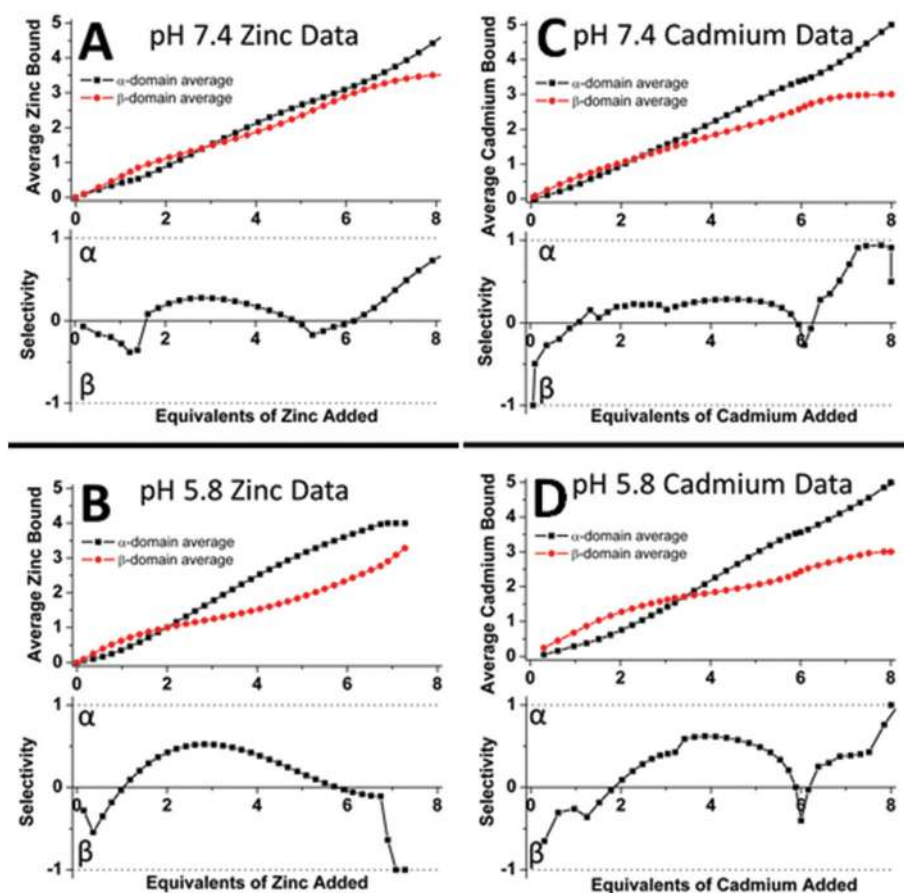 A
pH 7.4 Zinc Data
Average Zinc Bound
5
4
3
2
1
0
α-domain average
β-domain average
0 2 4 6 8
Selectivity
1
0
-1
α
β
0 2 4 6 8
Equivalents of Zinc Added
C
pH 7.4 Cadmium Data
Average Cadmium Bound
5
4
3
2
1
0
α-domain average
β-domain average
0 2 4 6 8
Selectivity
1
0
-1
α
β
0 2 4 6 8
Equivalents of Cadmium Added
B
pH 5.8 Zinc Data
Average Zinc Bound
5
4
3
2
1
0
α-domain average
β-domain average
0 2 4 6 8
Selectivity
1
0
-1
α
β
0 2 4 6 8
Equivalents of Zinc Added
D
pH 5.8 Cadmium Data
Average Cadmium Bound
5
4
3
2
1
0
α-domain average
β-domain average
0 2 4 6 8
Selectivity
1
0
-1
α
β
0 2 4 6 8
Equivalents of Cadmium Added